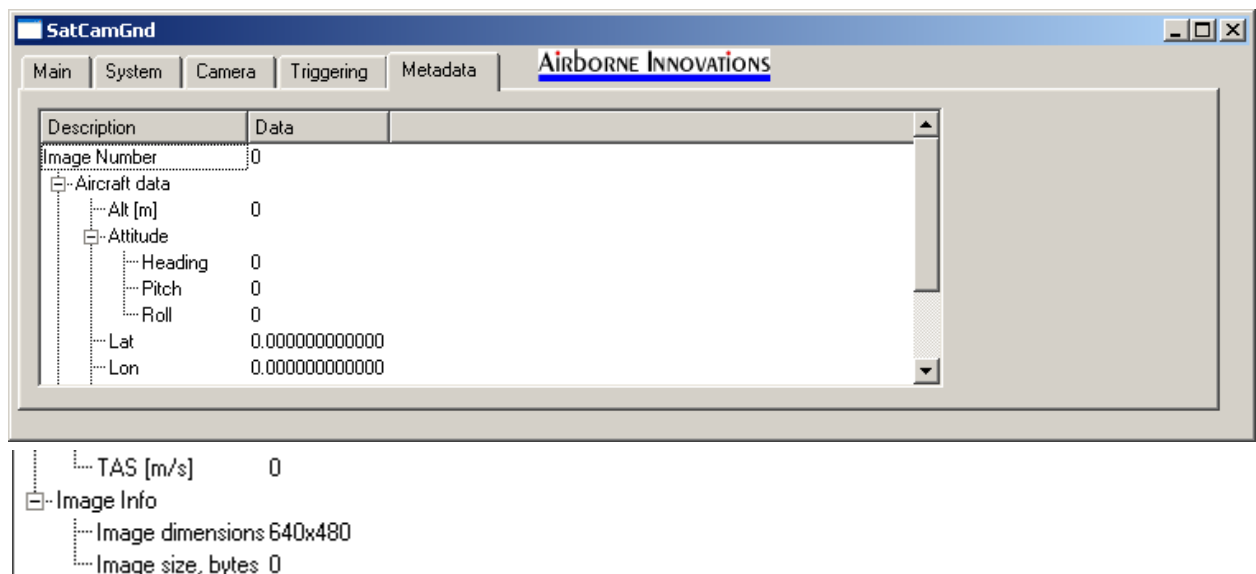 SatCamGnd
Main System Camera Triggering Metadata AIRBORNE INNOVATIONS
Description Data
Image Number 0
Aircraft data
Alt [m] 0
Attitude
Heading 0
Pitch 0
Roll 0
Lat 0.000000000000
Lon 0.000000000000
TAS [m/s] 0
Image Info
Image dimensions 640x480
Image size, bytes 0